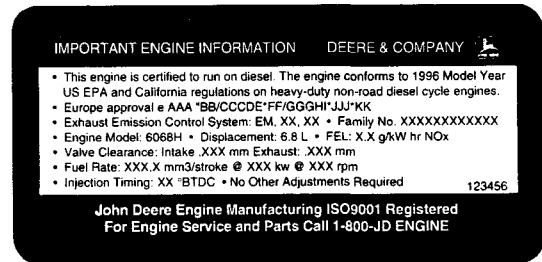 IMPORTANT ENGINE INFORMATION DEERE & COMPANY
• This engine is certified to run on diesel. The engine conforms to 1996 Model Year
US EPA and California regulations on heavy-duty non-road diesel cycle engines.
• Europe approval e AAA *BB/CCCDE*FF/GGGHI*JJJ*KK
• Exhaust Emission Control System: EM, XX, XX • Family No. XXXXXXXXXXXX
• Engine Model: 6068H • Displacement: 6.8 L • FEL: X.X g/kW hr NOx
• Valve Clearance: Intake .XXX mm Exhaust: .XXX mm
• Fuel Rate: XXX.X mm3/stroke @ XXX kw @ XXX rpm
• Injection Timing: XX °BTDC • No Other Adjustments Required
123456
John Deere Engine Manufacturing ISO9001 Registered
For Engine Service and Parts Call 1-800-JD ENGINE